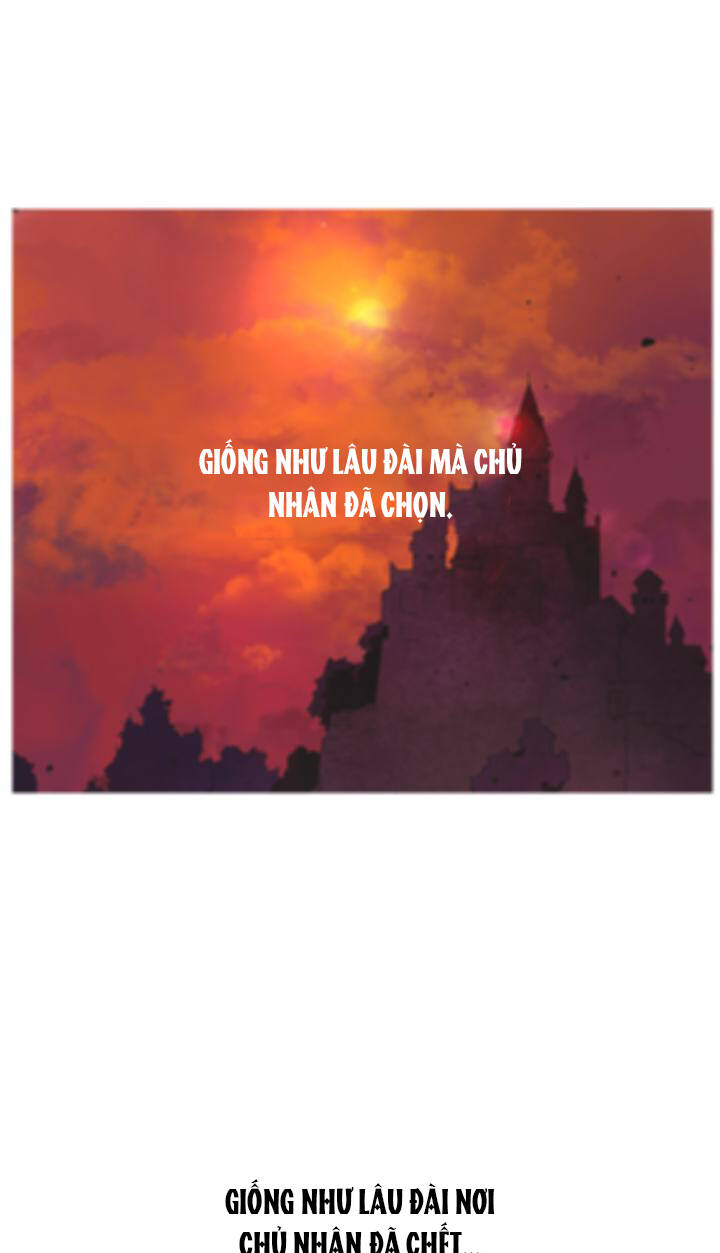 GIỐNG NHƯ LÂU ĐÀI MÀ CHỦ
NHÂN ĐÃ CHỌN.
GIỐNG NHƯ LÂU ĐÀI NƠI
CHỦ NHÂN ĐÃ CHẾT...